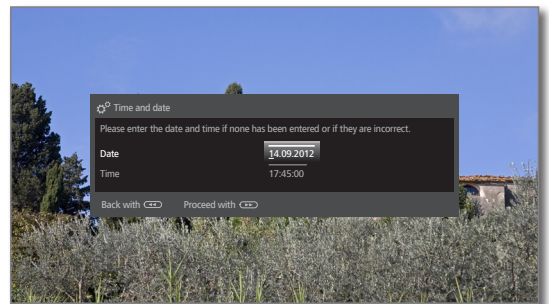 Time and date
Please enter the date and time if none has been entered or if they are incorrect.
Date 14.09.2012
Time 17:45:00
Back with Proceed with